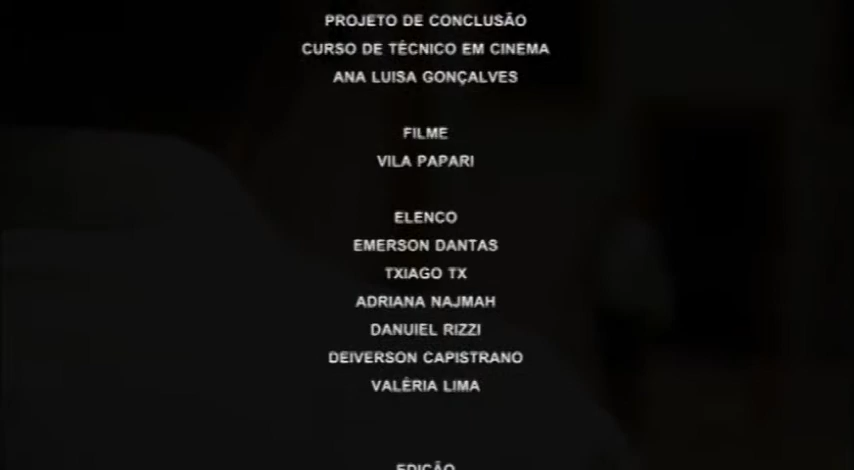 PROJETO DE CONCLUSÃO
CURSO DE TÉCNICO EM CINEMA
ANA LUISA GONÇALVES
FILME
VILA PAPARI
ELENCO
EMERSON DANTAS
TXIAGO TX
ADRIANA NAJMAH
DANUIEL RIZZI
DEIVERSON CAPISTRANO
VALÉRIA LIMA
EDIÇÃO